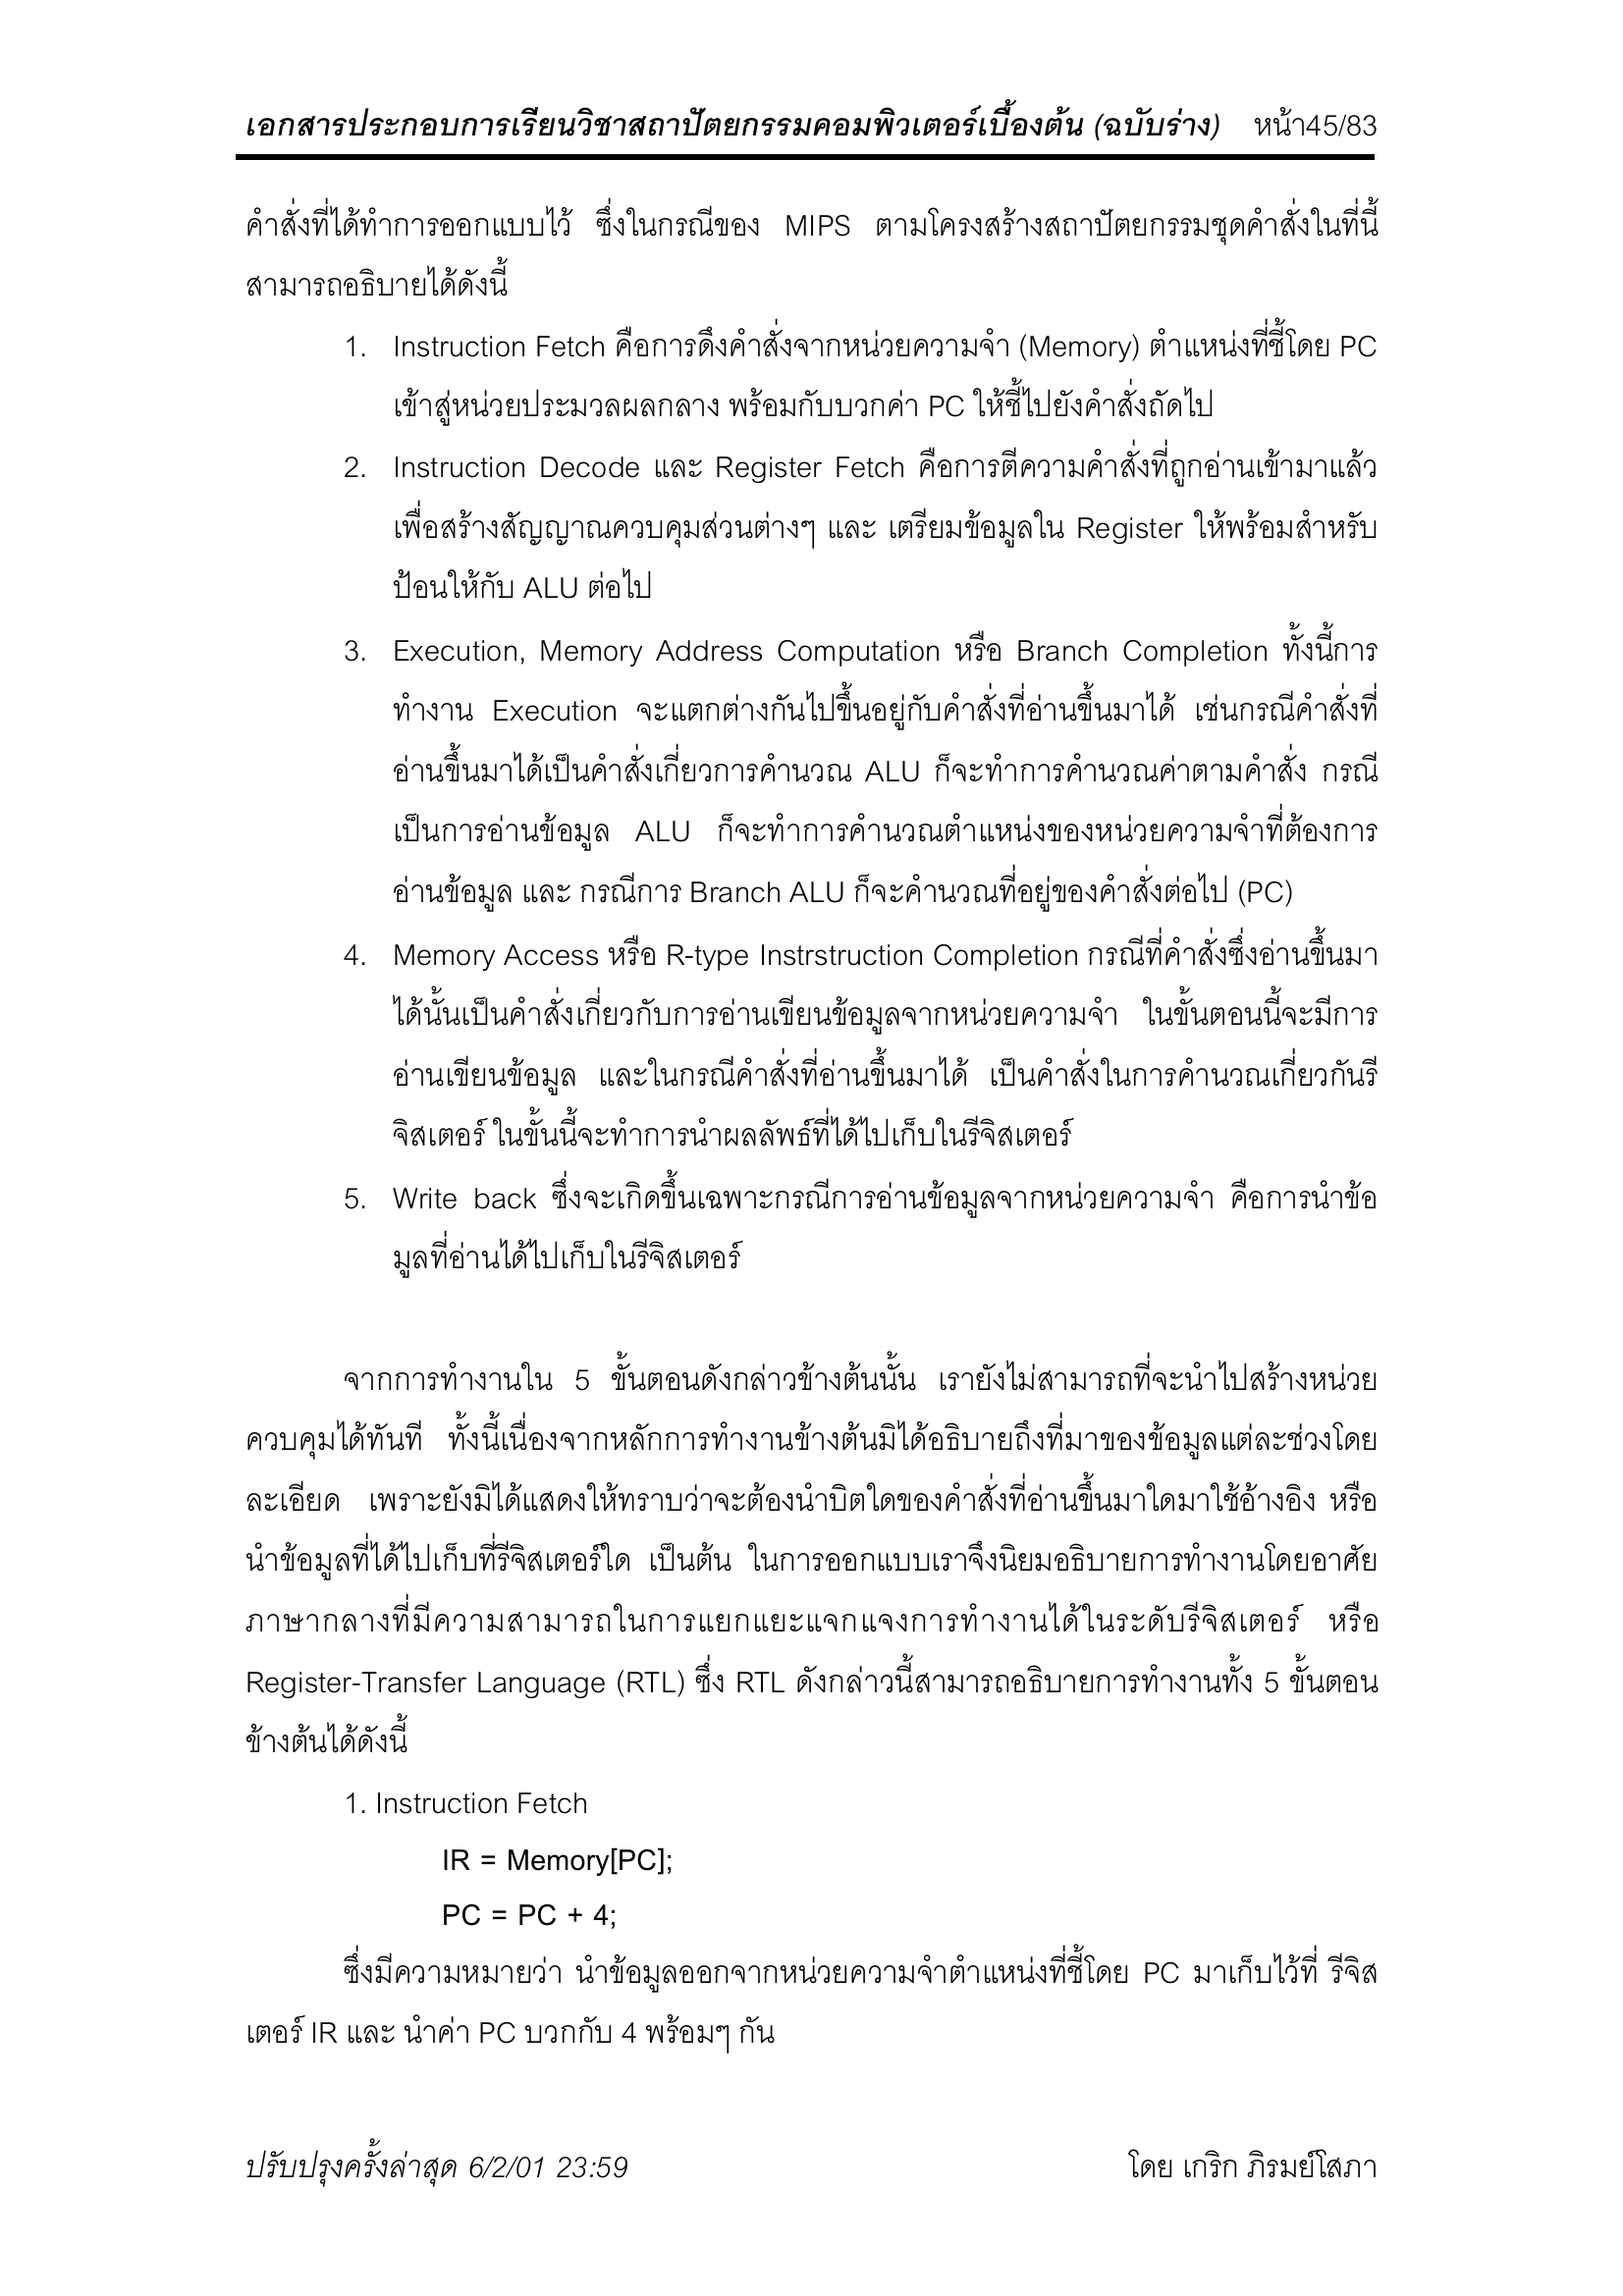 เอกสารประกอบการเรียนวิชาสถาปัตยกรรมคอมพิวเตอร์เบื้องต้น (ฉบับร่าง) หน้า45/83
คำสั่งที่ได้ทำการออกแบบไว้ ซึ่งในกรณีของ MIPS ตามโครงสร้างสถาปัตยกรรมชุดคำสั่งในที่นี้
สามารถอธิบายได้ดังนี้
1. Instruction Fetch คือการดึงคำสั่งจากหน่วยความจำ (Memory) ตำแหน่งที่ชี้โดย PC
เข้าสู่หน่วยประมวลผลกลาง พร้อมกับบวกค่า PC ให้ชี้ไปยังคำสั่งถัดไป
2. Instruction Decode และ Register Fetch คือการตีความคำสั่งที่ถูกอ่านเข้ามาแล้ว
เพื่อสร้างสัญญาณควบคุมส่วนต่างๆ และ เตรียมข้อมูลใน Register ให้พร้อมสำหรับ
ป้อนให้กับ ALU ต่อไป
3. Execution, Memory Address Computation หรือ Branch Completion ทั้งนี้การ
ทำงาน Execution จะแตกต่างกันไปขึ้นอยู่กับคำสั่งที่อ่านขึ้นมาได้ เช่นกรณีคำสั่งที่
อ่านขึ้นมาได้เป็นคำสั่งเกี่ยวการคำนวณ ALU ก็จะทำการคำนวณค่าตามคำสั่ง กรณี
เป็นการอ่านข้อมูล ALU ก็จะทำการคำนวณตำแหน่งของหน่วยความจำที่ต้องการ
อ่านข้อมูล และ กรณีการ Branch ALU ก็จะคำนวณที่อยู่ของคำสั่งต่อไป (PC)
4. Memory Access หรือ R-type Instrstruction Completion กรณีที่คำสั่งซึ่งอ่านขึ้นมา
ได้นั้นเป็นคำสั่งเกี่ยวกับการอ่านเขียนข้อมูลจากหน่วยความจำ ในขั้นตอนนี้จะมีการ
อ่านเขียนข้อมูล และในกรณีคำสั่งที่อ่านขึ้นมาได้ เป็นคำสั่งในการคำนวณเกี่ยวกันรี
จิสเตอร์ ในขั้นนี้จะทำการนำผลลัพธ์ที่ได้ไปเก็บในรีจิสเตอร์
5. Write back ซึ่งจะเกิดขึ้นเฉพาะกรณีการอ่านข้อมูลจากหน่วยความจำ คือการนำข้อ
มูลที่อ่านได้ไปเก็บในรีจิสเตอร์
จากการทำงานใน 5 ขั้นตอนดังกล่าวข้างต้นนั้น เรายังไม่สามารถที่จะนำไปสร้างหน่วย
ควบคุมได้ทันที ทั้งนี้เนื่องจากหลักการทำงานข้างต้นมิได้อธิบายถึงที่มาของข้อมูลแต่ละช่วงโดย
ละเอียด เพราะยังมิได้แสดงให้ทราบว่าจะต้องนำบิตใดของคำสั่งที่อ่านขึ้นมาใดมาใช้อ้างอิง หรือ
นำข้อมูลที่ได้ไปเก็บที่รีจิสเตอร์ใด เป็นต้น ในการออกแบบเราจึงนิยมอธิบายการทำงานโดยอาศัย
ภาษากลางที่มีความสามารถในการแยกแยะแจกแจงการทำงานได้ในระดับรีจิสเตอร์ หรือ
Register-Transfer Language (RTL) ซึ่ง RTL ดังกล่าวนี้สามารถอธิบายการทำงานทั้ง 5 ขั้นตอน
ข้างต้นได้ดังนี้
1. Instruction Fetch
IR = Memory[PC];
PC = PC + 4;
ซึ่งมีความหมายว่า นำข้อมูลออกจากหน่วยความจำตำแหน่งที่ชี้โดย PC มาเก็บไว้ที่ รีจิส
เตอร์ IR และ นำค่า PC บวกกับ 4 พร้อมๆ กัน
ปรับปรุงครั้งล่าสุด 6/2/01 23:59 โดย เกริก ภิรมย์โสภา